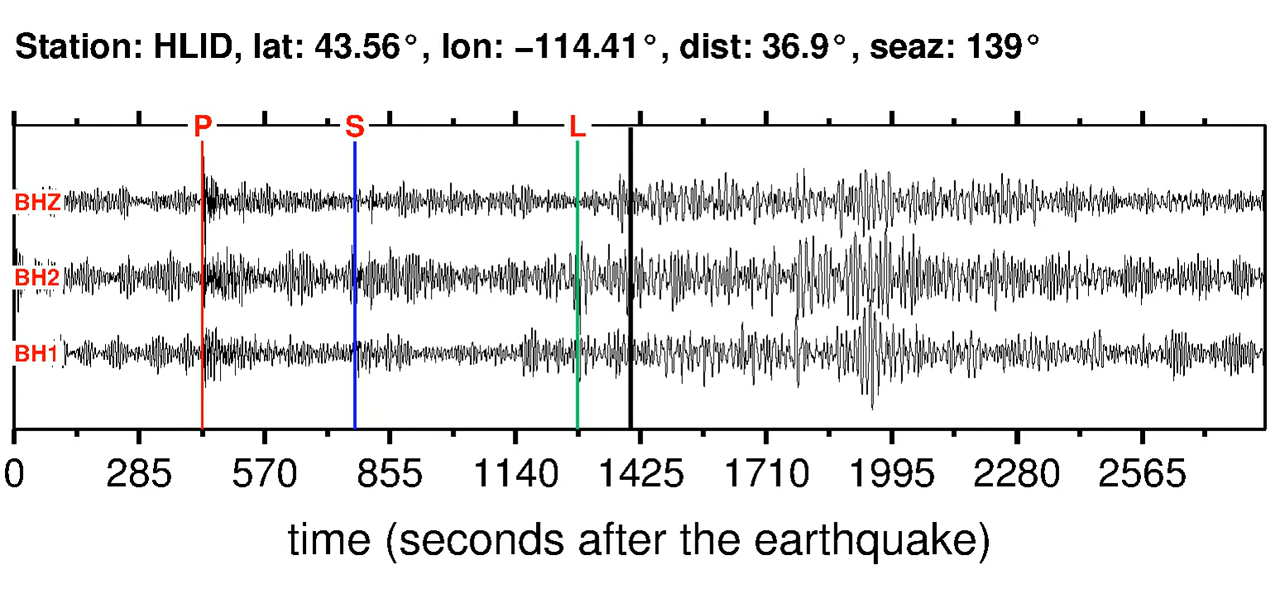 Station: HLID, lat: 43.56°, lon: −114.41°, dist: 36.9°, seaz: 139°
P S L
BHZ
BH2
BH1
0 285 570 855 1140 1425 1710 1995 2280 2565
time (seconds after the earthquake)